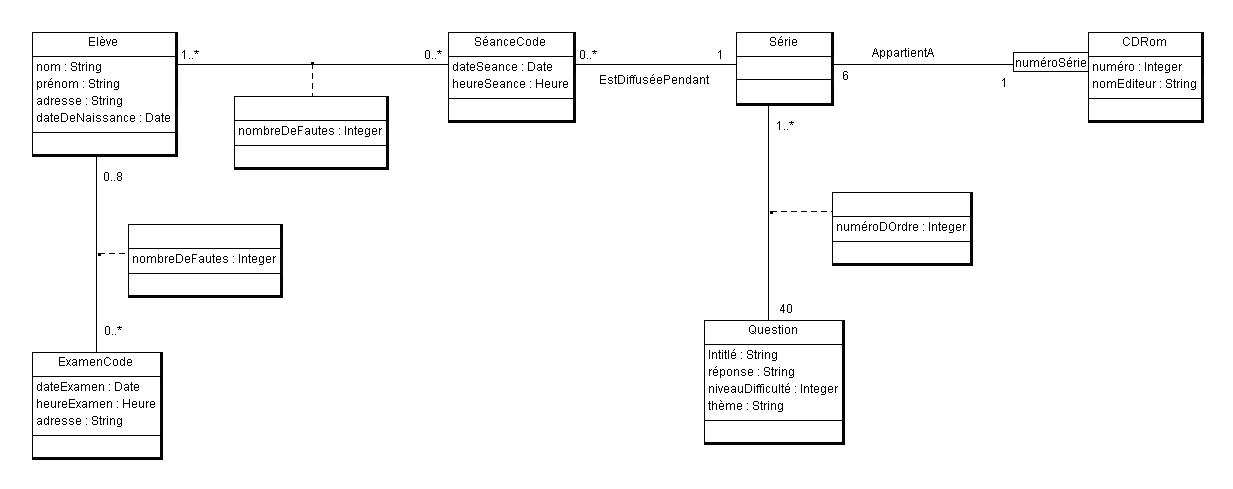 Elève
nom : String
prénom : String
adresse : String
dateDeNaissance : Date
1..*
0..*
nombreDeFautes : Integer
SéanceCode
dateSeance : Date
heureSeance : Heure
0..*
1
EstDiffuséePendant
Série
AppartientA
6
1
numéroSérie
CDRom
numéro : Integer
nomEditeur : String
0..8
nombreDeFautes : Integer
0..*
ExamenCode
dateExamen : Date
heureExamen : Heure
adresse : String
1..*
numéroDOrdre : Integer
40
Question
Intitlé : String
réponse : String
niveauDifficulté : Integer
thème : String